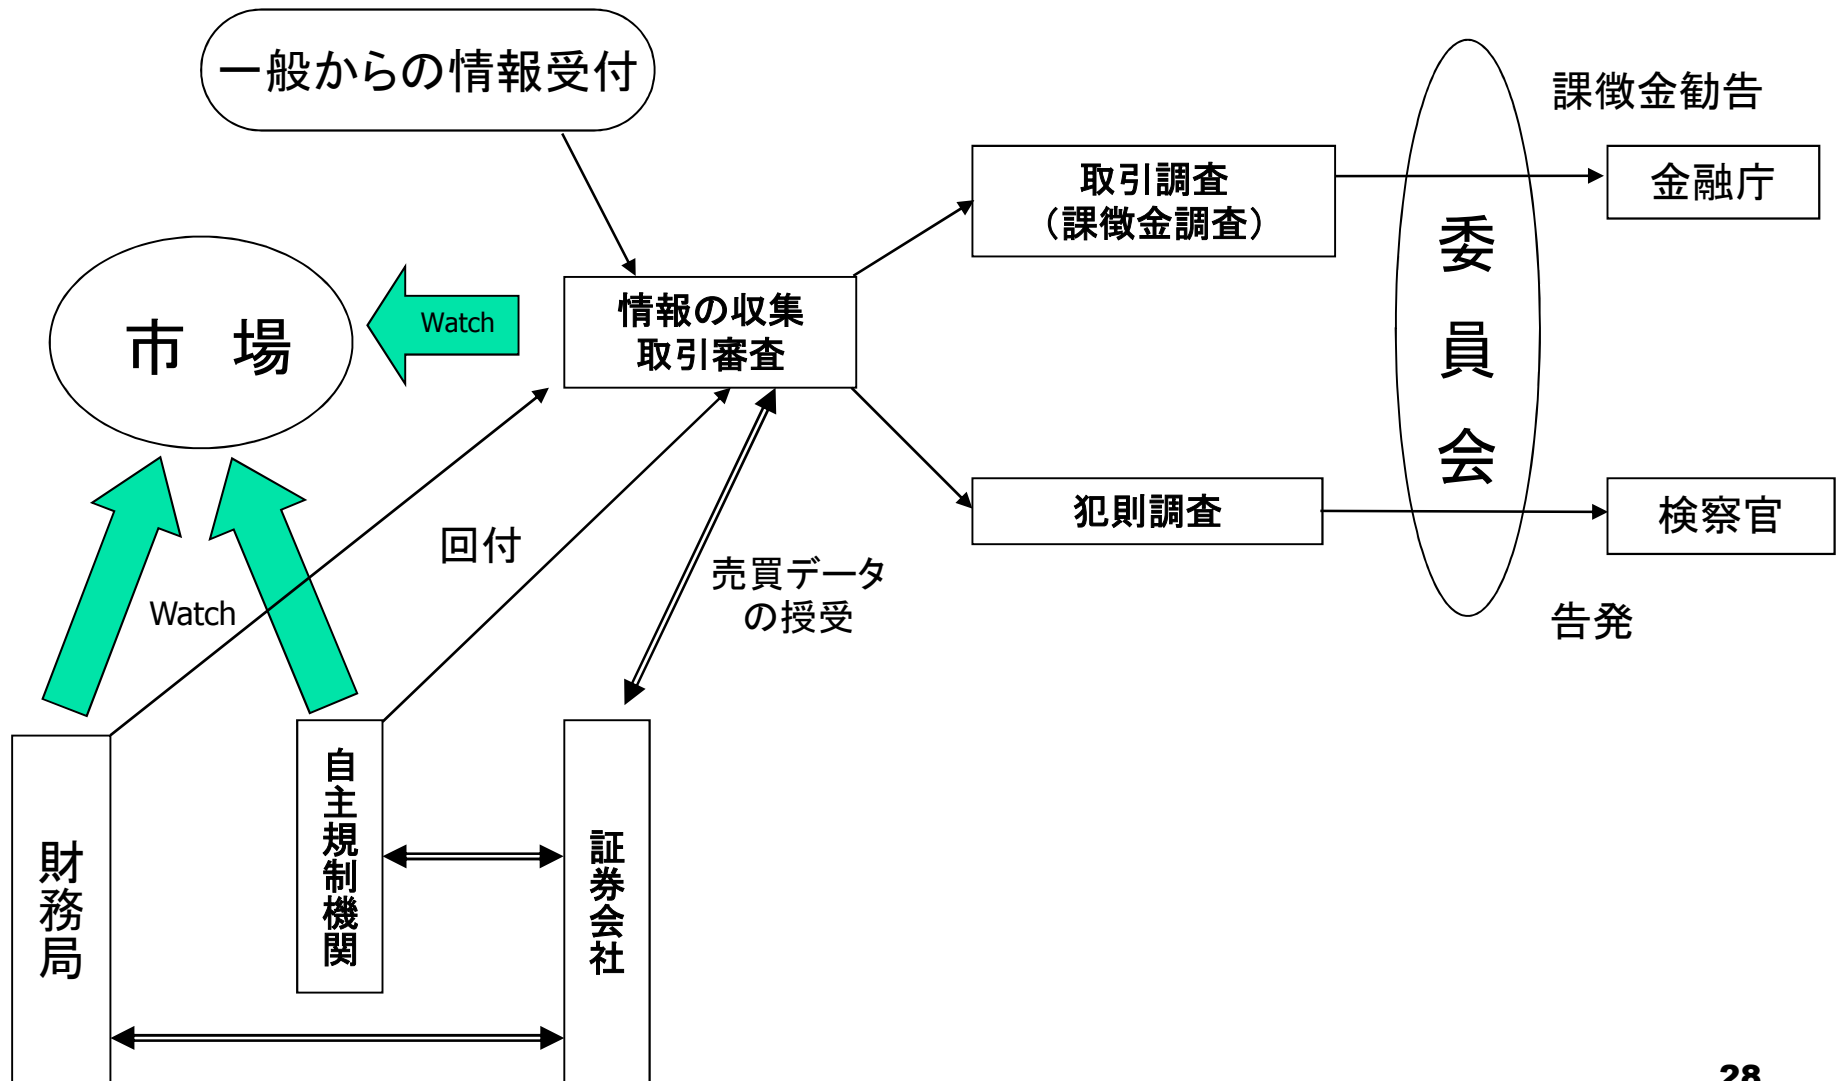 一般からの情報受付
課徴金勧告
取引調査
（課徴金調査）
金融庁
市 場
Watch
情報の収集
取引審査
委員会
犯則調査
検察官
回付
売買データ
の授受
Watch
告発
財務局
自主規制機関
証券会社
28